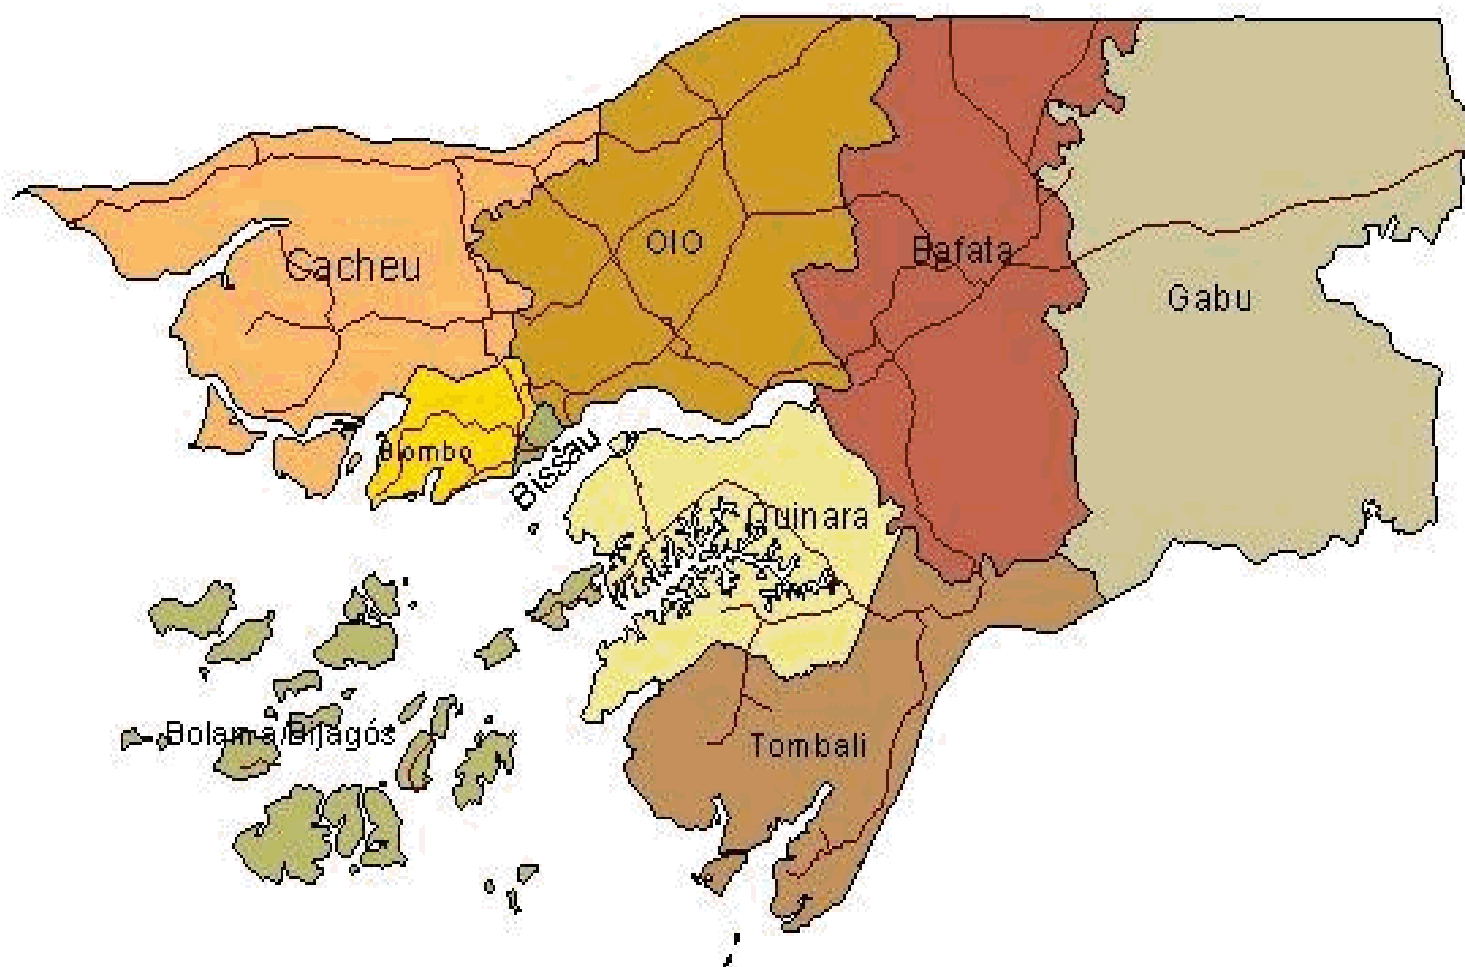 OIO
Bafata
Cacheu
Gabu
Biombo
Bissau
Quinara
Bolama/Bijagós
Tombali